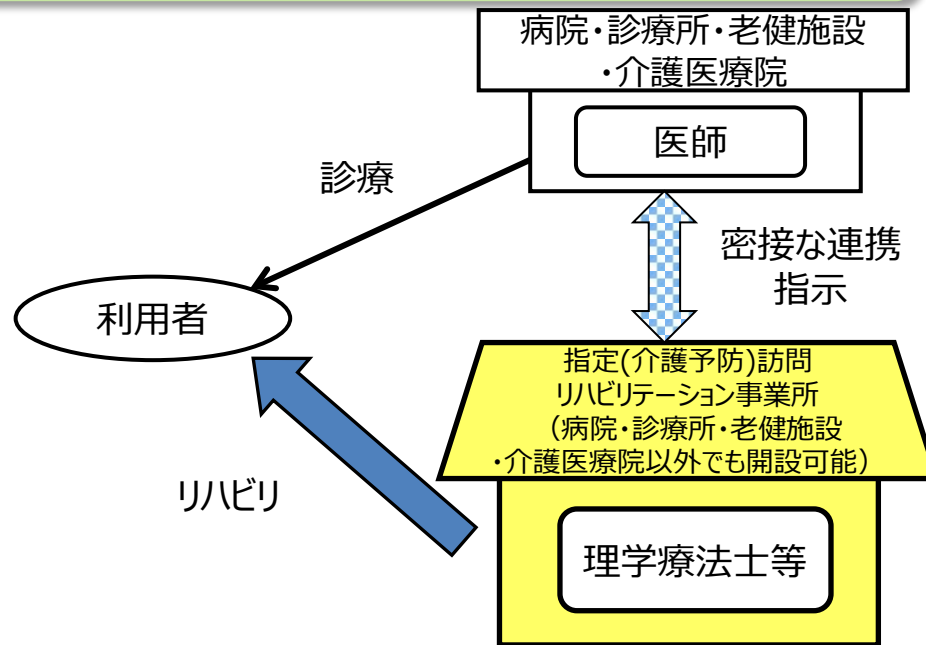 病院・診療所・老健施設
・介護医療院
医師
診療
密接な連携
指示
利用者
指定(介護予防)訪問
リハビリテーション事業所
（病院・診療所・老健施設
・介護医療院以外でも開設可能）
リハビリ
理学療法士等